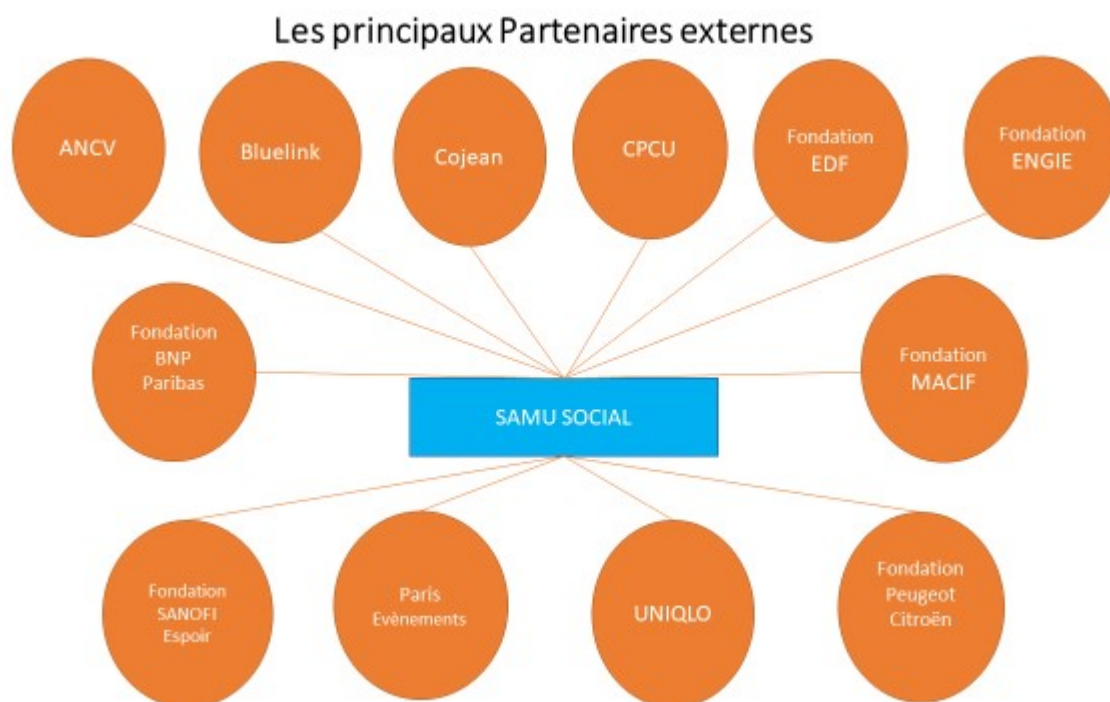 Les principaux Partenaires externes
ANCV
Bluelink
Cojean
CPCU
Fondation
EDF
Fondation
ENGIE
Fondation
BNP
Paribas
Fondation
MACIF
SAMU SOCIAL
Fondation
SANOFI
Espoir
Paris
Evènements
UNIQLO
Fondation
Peugeot
Citroën